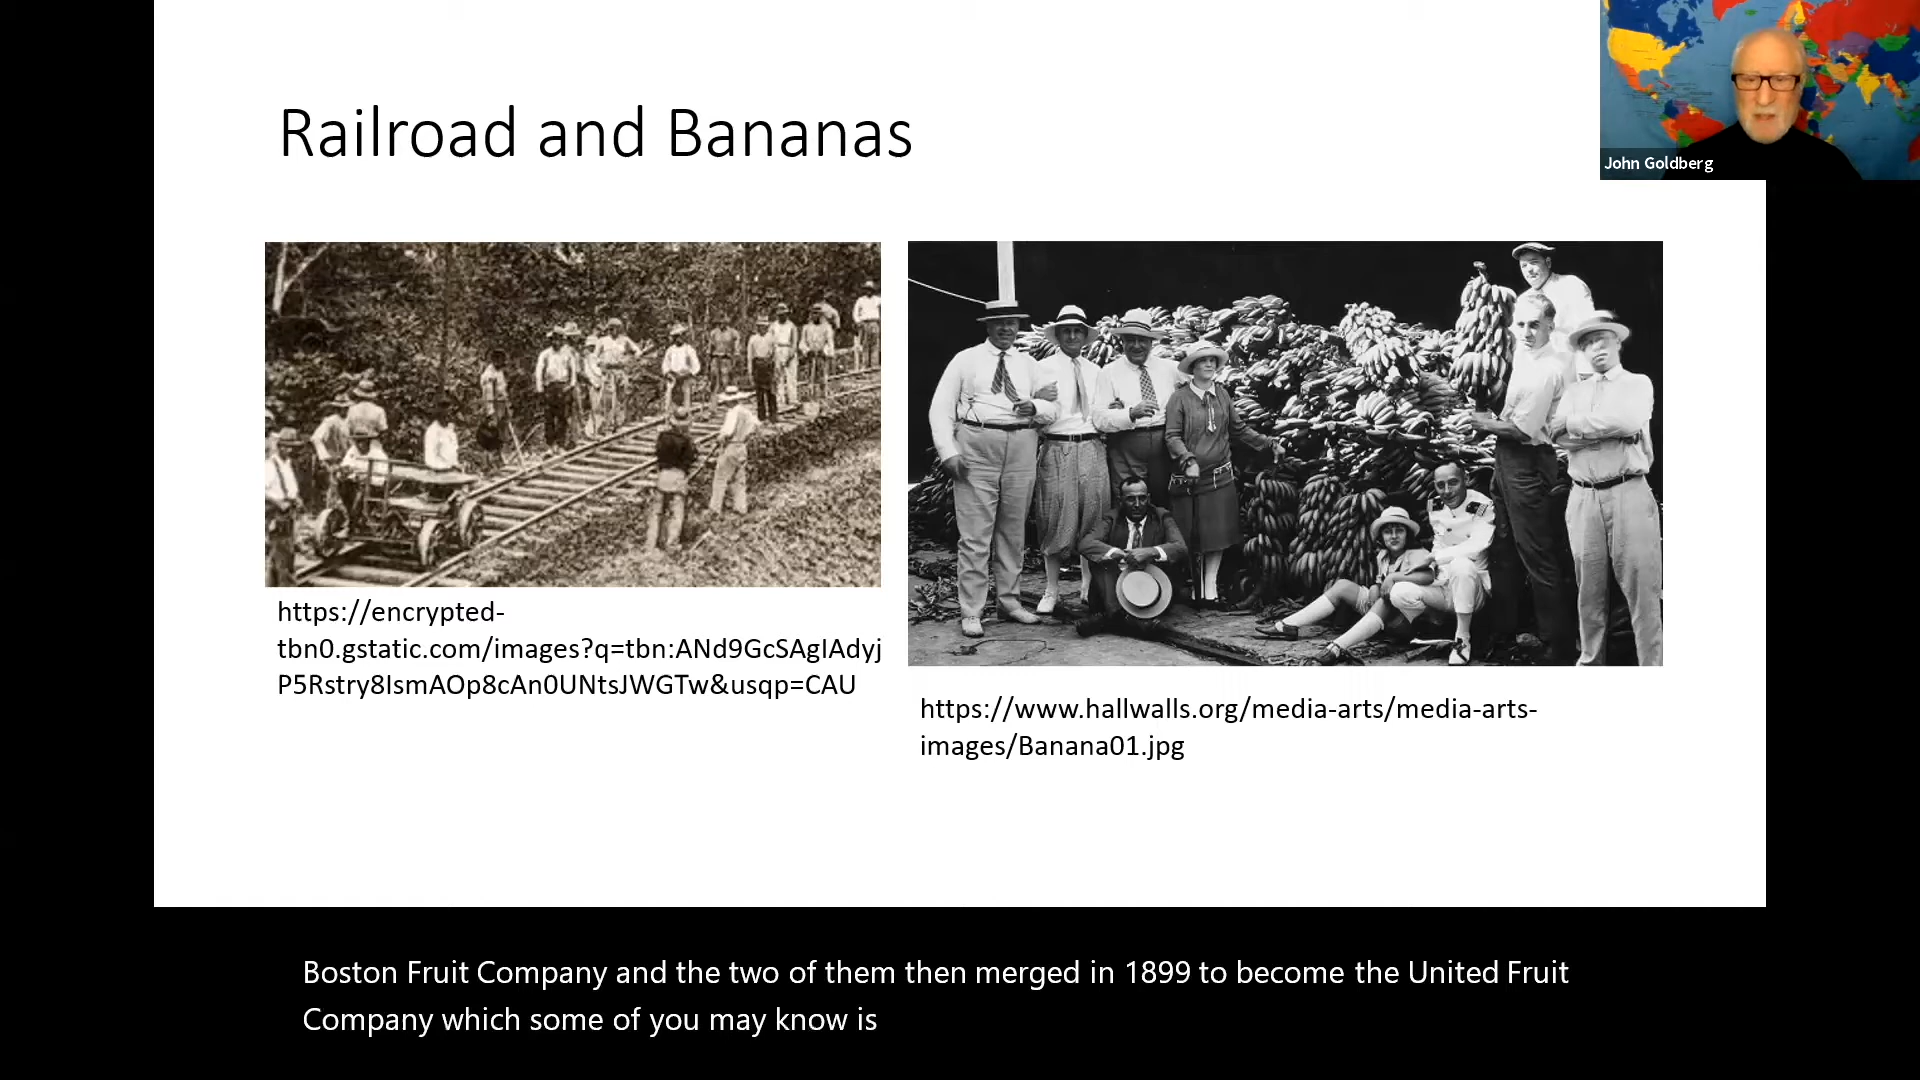 Railroad and Bananas
John Goldberg
https://encrypted-
tbn0.gstatic.com/images?q=tbn:ANd9GcSAgIAdyj
P5Rstry8IsmAOp8cAn0UNtsJWGTw&usqp=CAU
https://www.hallwalls.org/media-arts/media-arts-
images/Banana01.jpg
Boston Fruit Company and the two of them then merged in 1899 to become the United Fruit
Company which some of you may know is